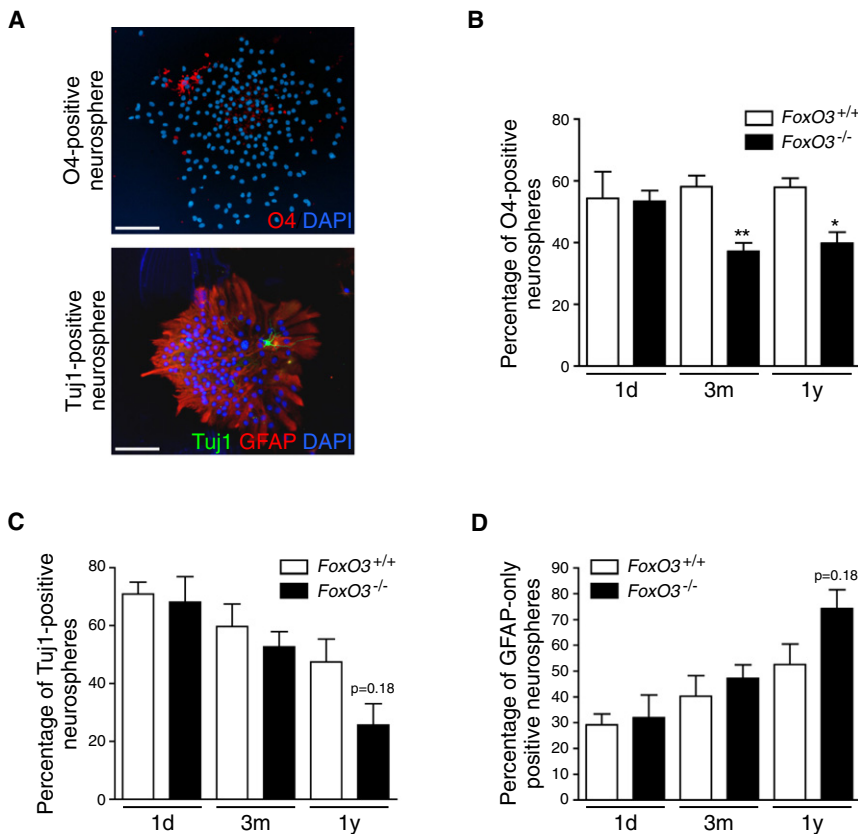 A
O4-positive
neurosphere
O4 DAPI
Tuj1-positive
neurosphere
Tuj1 GFAP DAPI
B
Percentage of O4-positive
neurospheres
80
60
40
20
0
FoxO3+/+
FoxO3-/-
**
*
1d 3m 1y
C
Percentage of Tuj1-positive
neurospheres
80
60
40
20
0
FoxO3+/+
FoxO3-/-
p=0.18
1d 3m 1y
D
Percentage of GFAP-only
positive neurospheres
90
80
70
60
50
40
30
20
10
0
FoxO3+/+
FoxO3-/-
p=0.18
1d 3m 1y